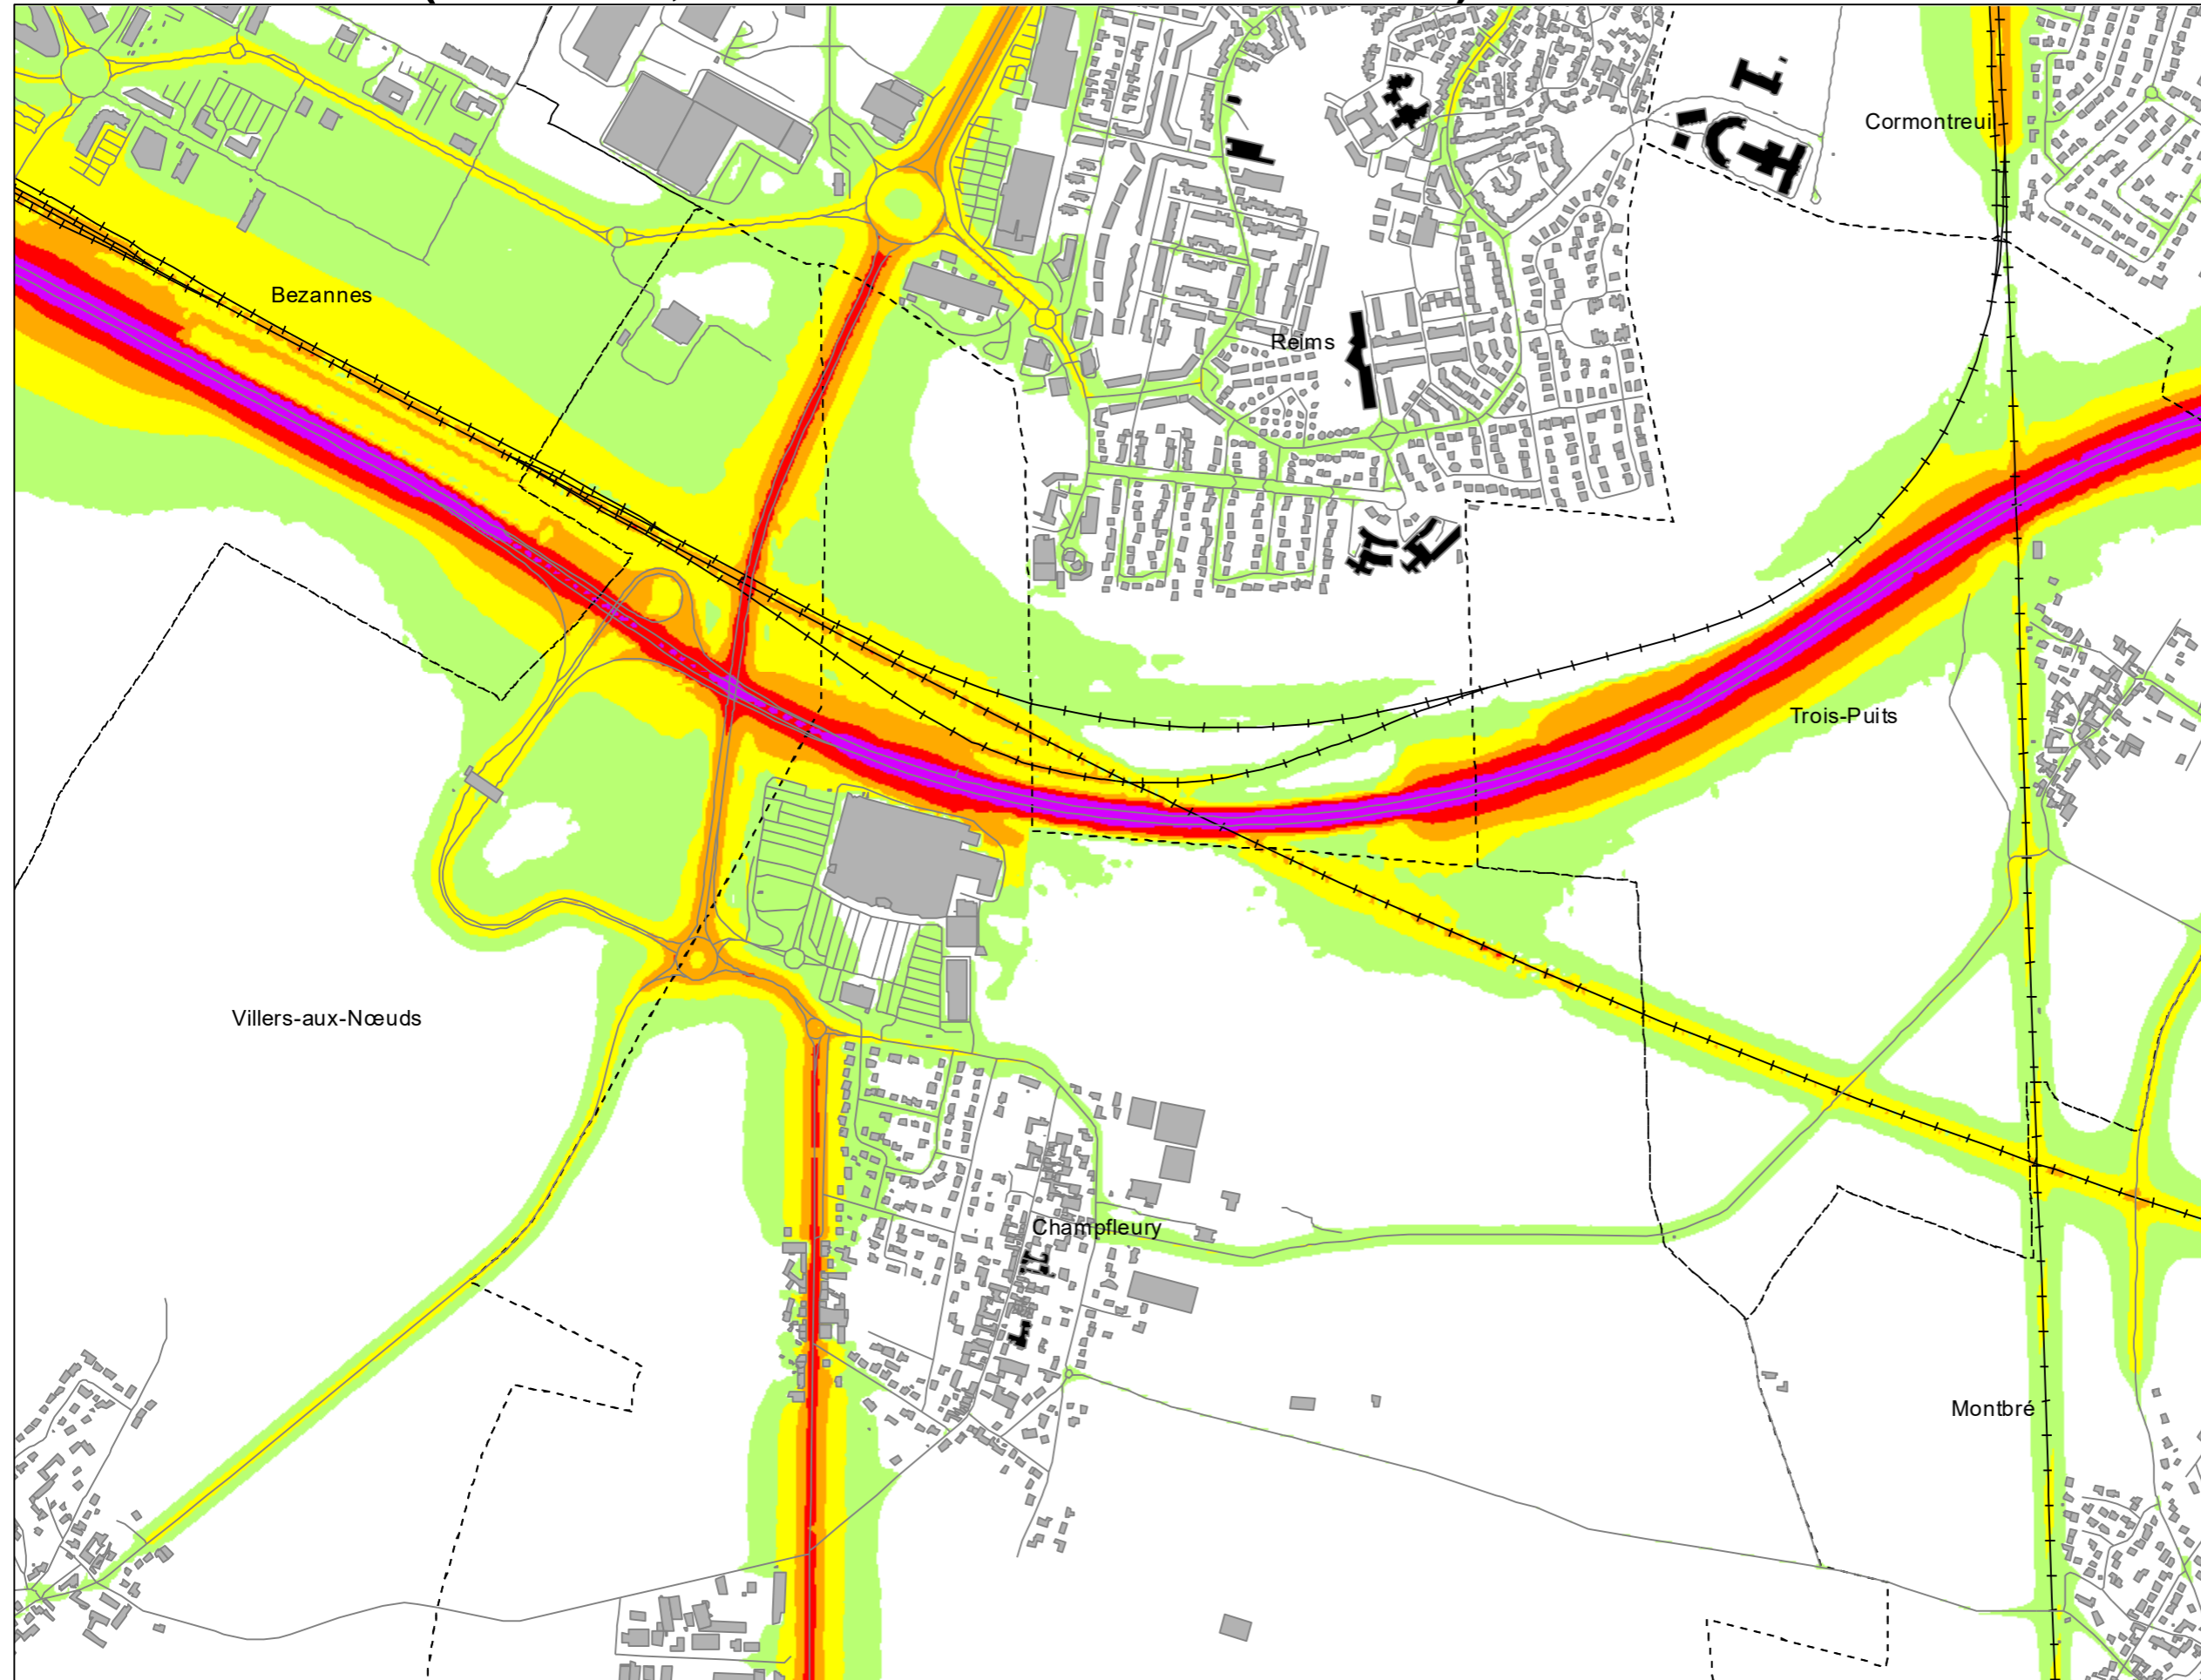 Cormontreuil
Bezannes
Reims
Trois-Puits
Villers-aux-Nœuds
Champfleury
Montbré